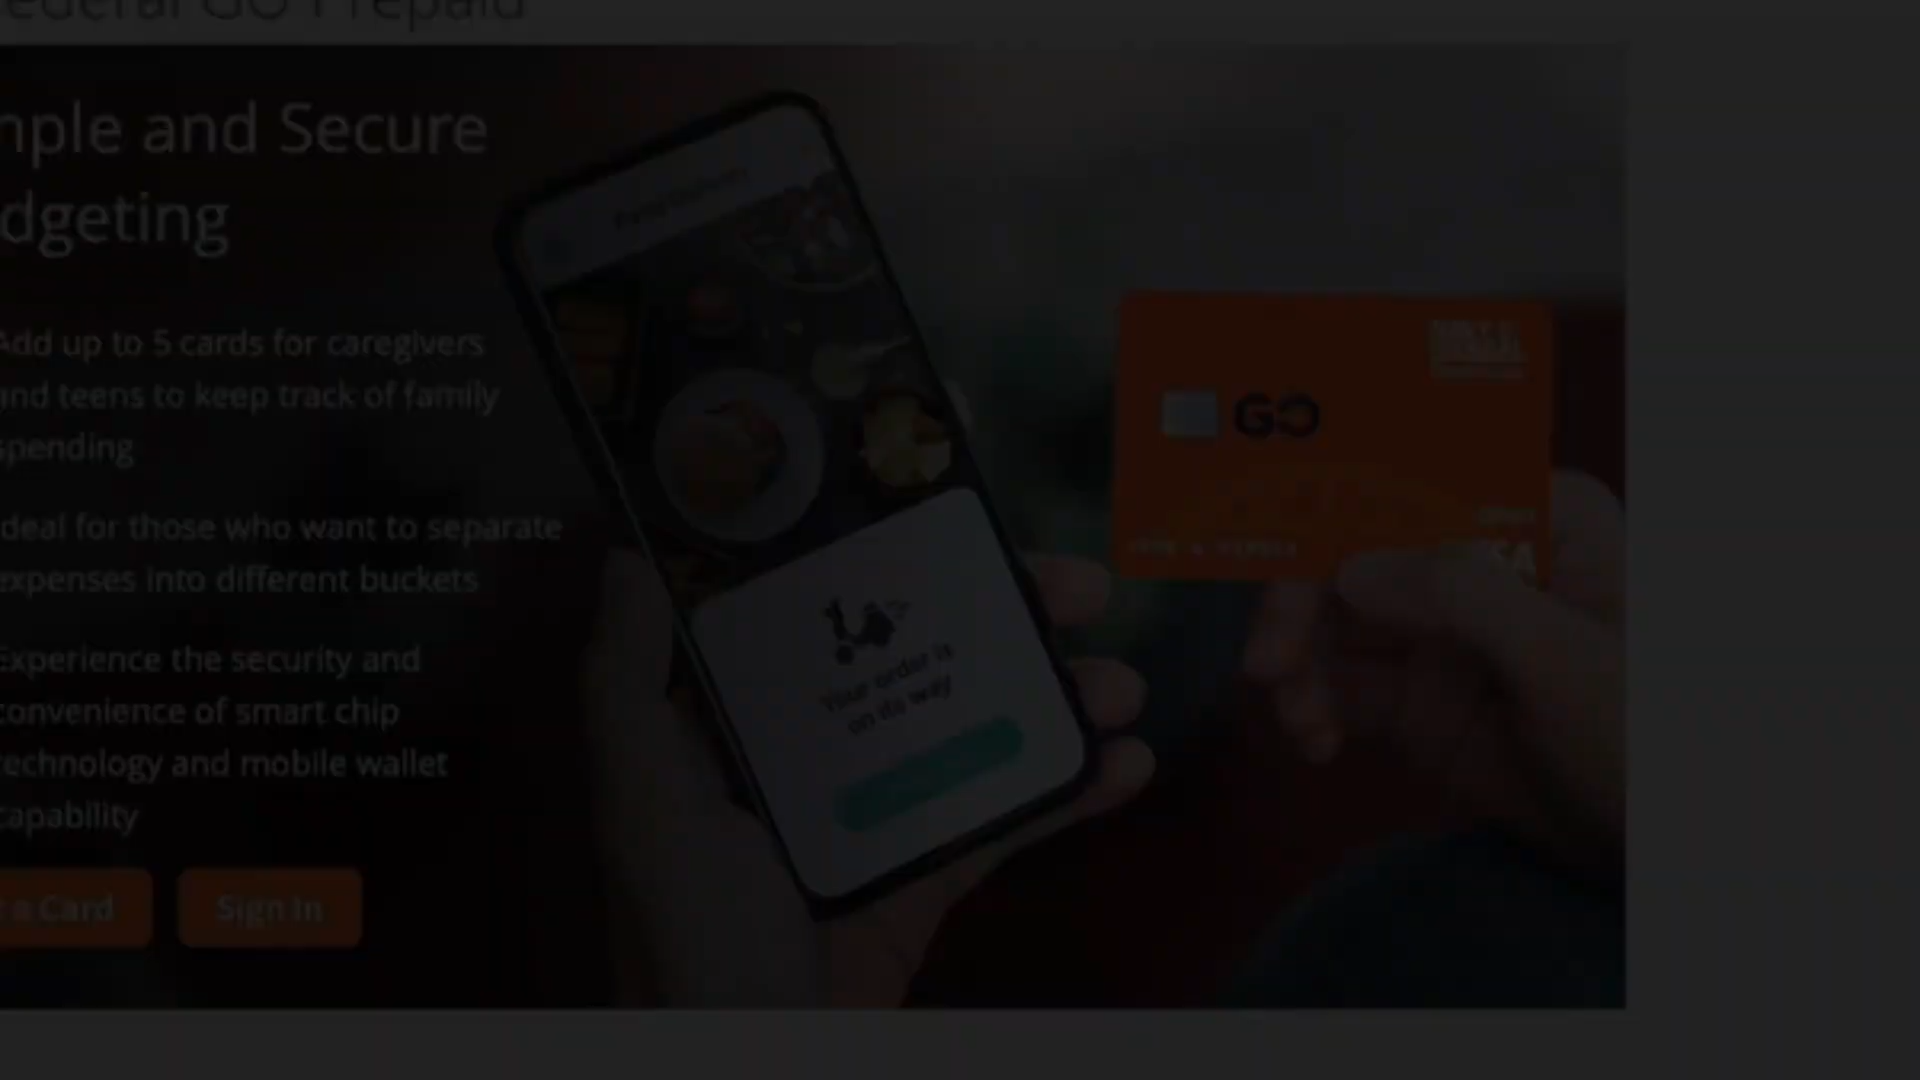 ederal GO Prepaid
mple and Secure
dgeting
Add up to 5 cards for caregivers
and teens to keep track of family
spending
deal for those who want to separate
expenses into different buckets
Experience the security and
convenience of smart chip
technology and mobile wallet
capability
a Card
Sign In
Your order is
on its way
GO